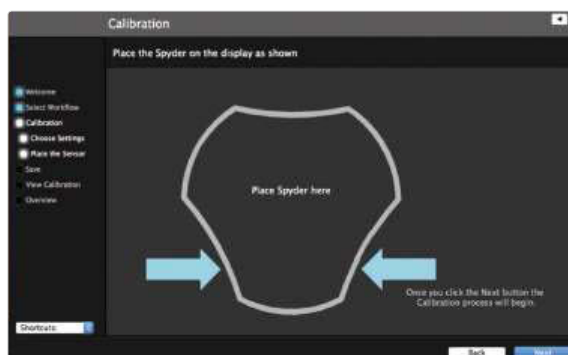 Calibration
Place the Spyder on the display as shown
Welcome
Select Workflow
Calibration
Choose Settings
Place the Sensor
Save
View Calibration
Overview
Place Spyder here
Once you click the Next button the
Calibration process will begin.
Shortcuts:
Back
Next